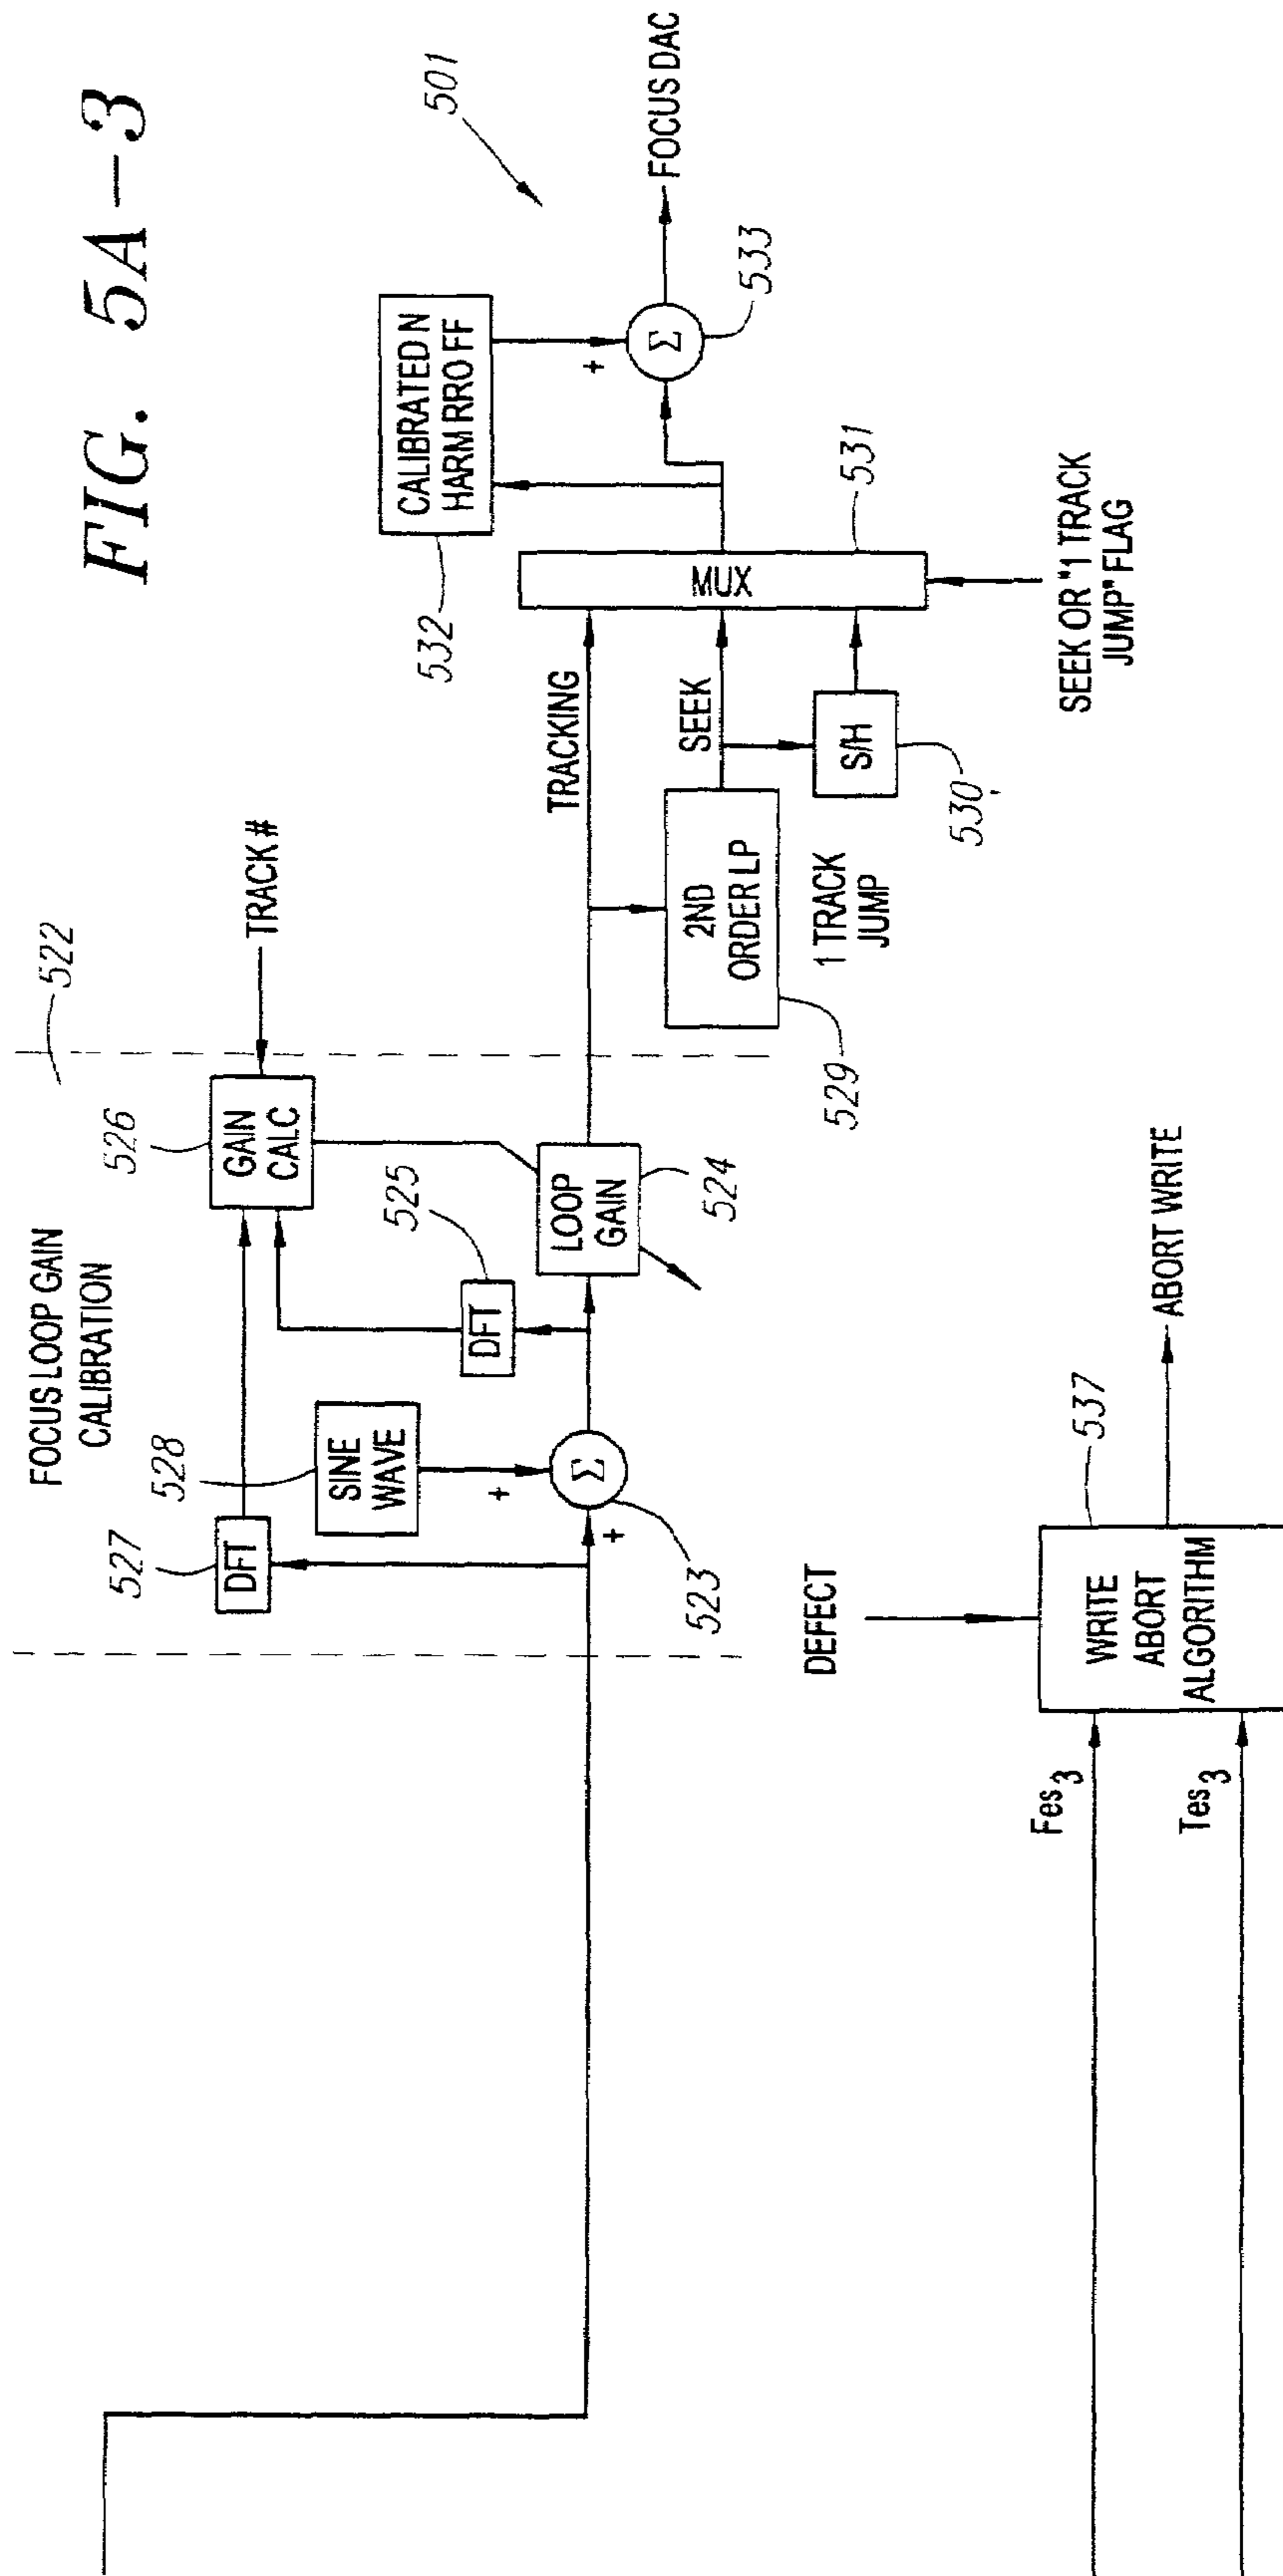 FIG. 5A-3
501
FOCUS DAC
CALIBRATED N
HARM RRO FF
532
+
Σ
533
MUX
531
SEEK OR "1 TRACK
JUMP" FLAG
TRACKING
SEEK
S/H
530
2ND
ORDER LP
529
1 TRACK
JUMP
TRACK#
522
FOCUS LOOP GAIN
CALIBRATION
526
GAIN
CALC
525
DFT
LOOP
GAIN
524
528
SINE
WAVE
+
Σ
+
523
527
DFT
DEFECT
537
WRITE
ABORT
ALGORITHM
ABORT WRITE
Fes3
Tes3